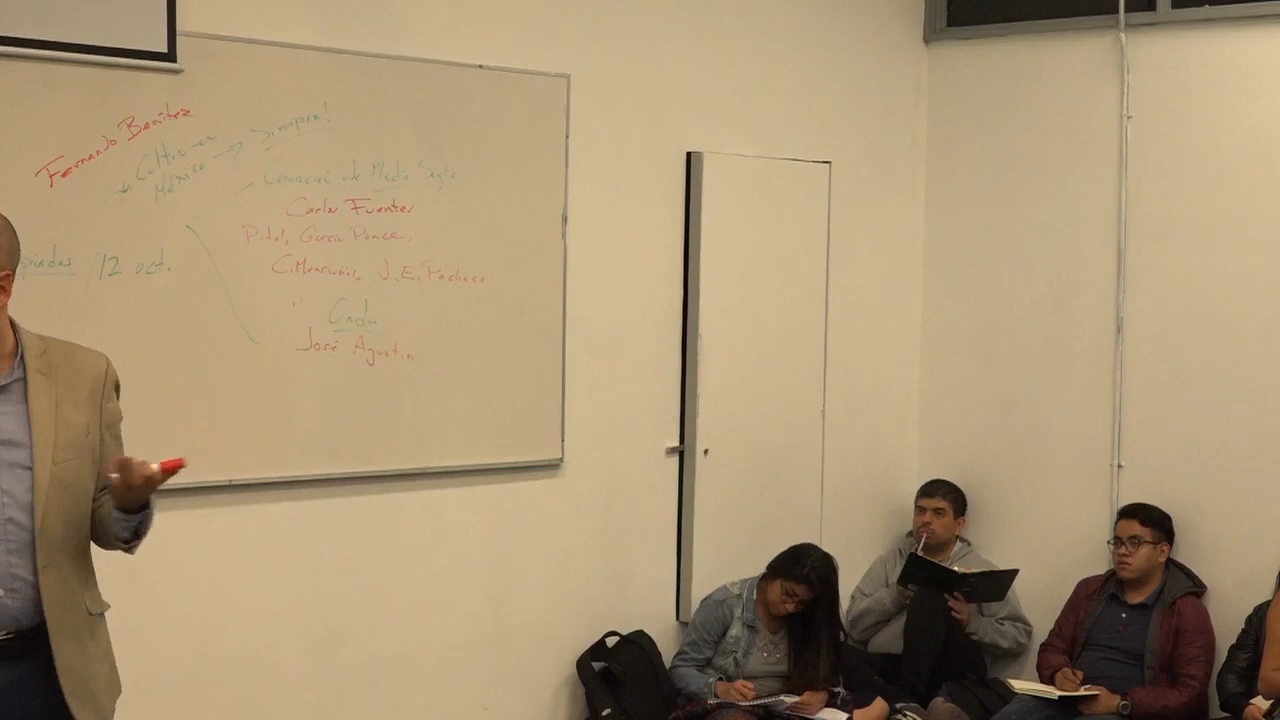 Fernando Benítez
Cultura en
México
Siempre!
Generación de Medio Siglo
Carlos Fuentes
Pitol, García Ponce,
C. Monsiváis, J. E. Pacheco
12 oct.
Onda
José Agustín